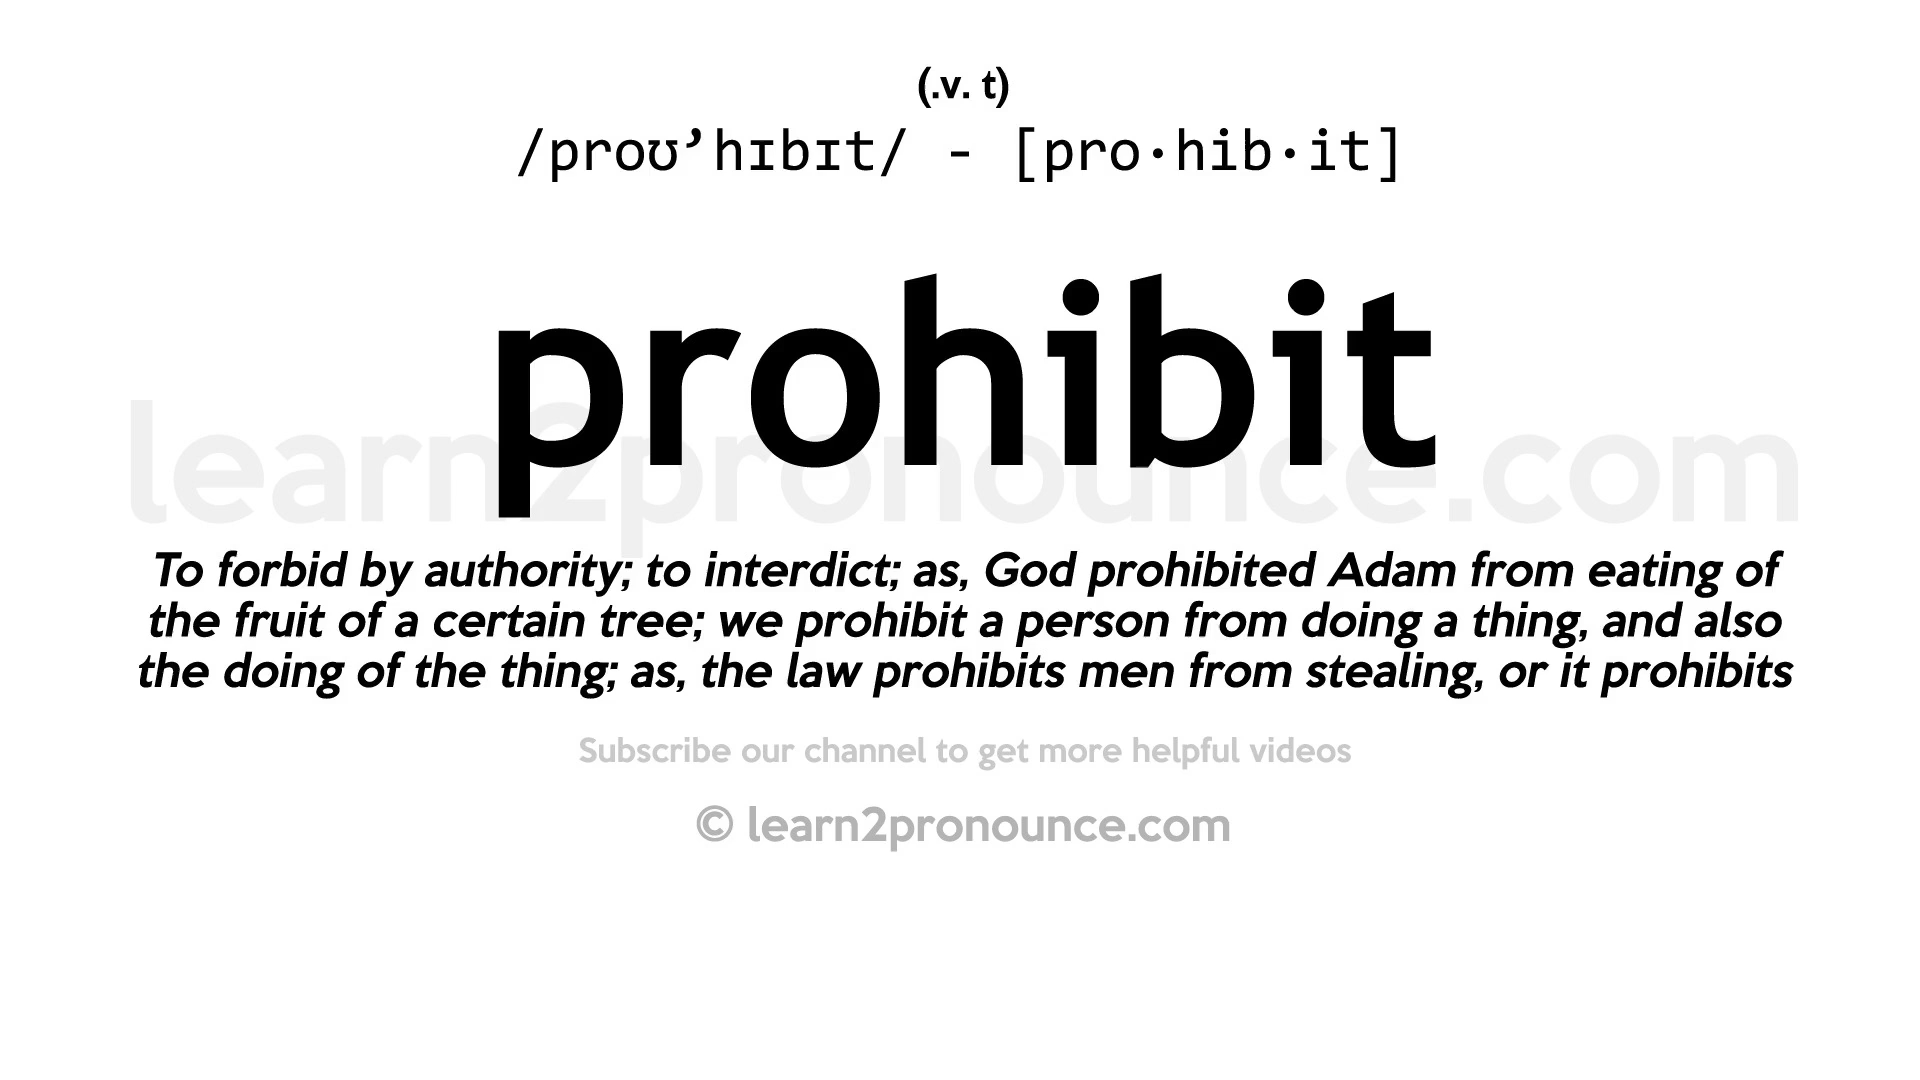 (.v. t)
/proʊ’hɪbɪt/ - [pro·hib·it]
prohibit
learn2pronounce.com
To forbid by authority; to interdict; as, God prohibited Adam from eating of
the fruit of a certain tree; we prohibit a person from doing a thing, and also
the doing of the thing; as, the law prohibits men from stealing, or it prohibits
Subscribe our channel to get more helpful videos
© learn2pronounce.com